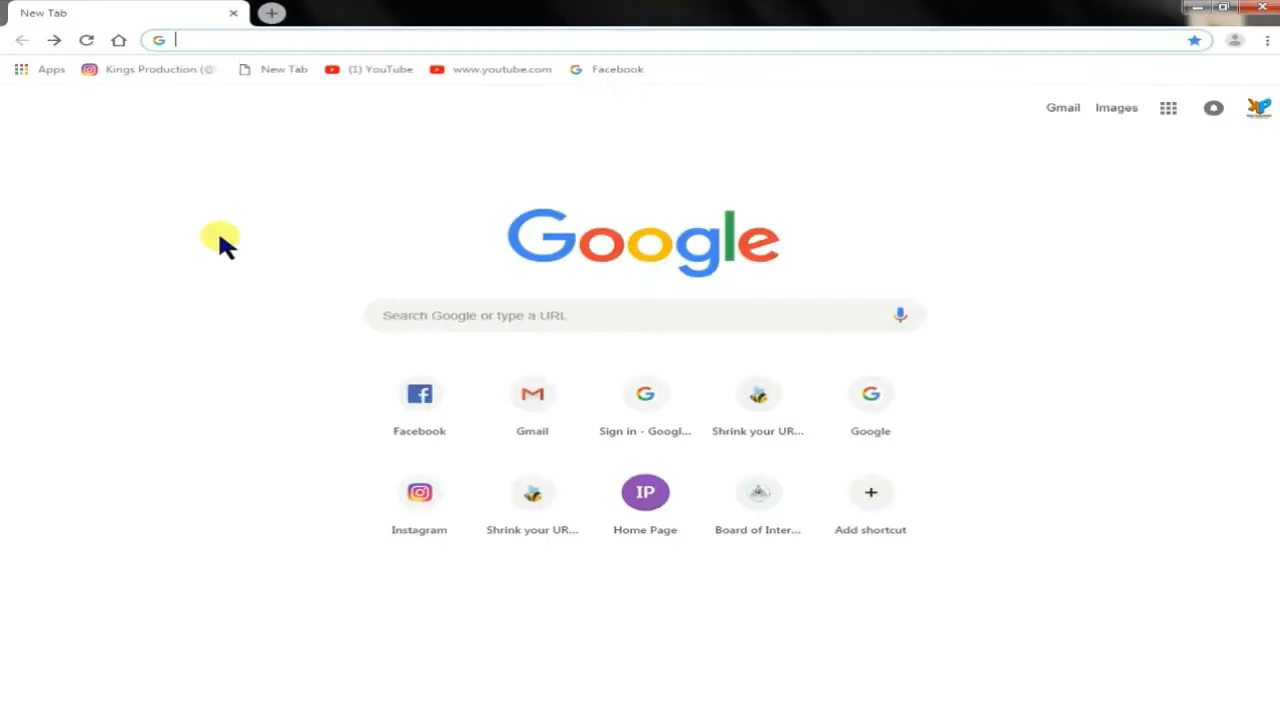 New Tab
Apps Kings Production (@ New Tab (1) YouTube www.youtube.com Facebook
Gmail Images
Google
Search Google or type a URL
Facebook Gmail Sign in - Googl... Shrink your UR... Google
IP
Instagram Shrink your UR... Home Page Board of Inter... Add shortcut